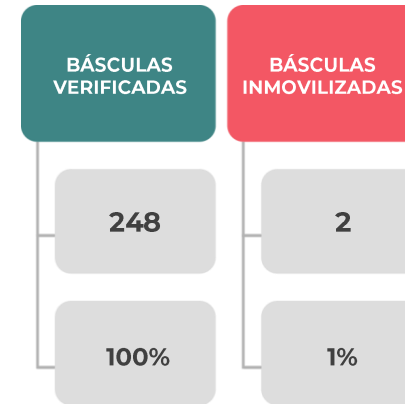 BÁSCULAS
VERIFICADAS
248
100%
BÁSCULAS
INMOVILIZADAS
2
1%